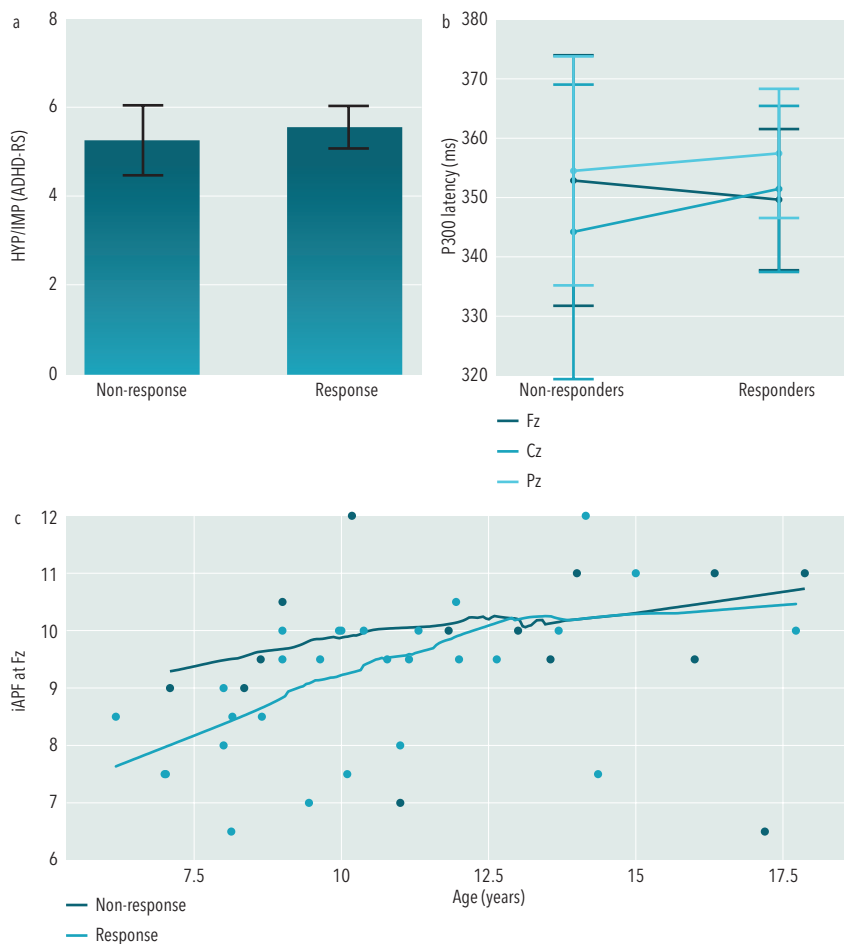 a
8
6
4
2
0
HYP/IMP (ADHD-RS)
Non-response
Response
b
380
370
360
350
340
330
320
P300 latency (ms)
Non-responders
Responders
Fz
Cz
Pz
c
12
11
10
9
8
7
6
iAPF at Fz
7.5
10
12.5
15
17.5
Age (years)
Non-response
Response